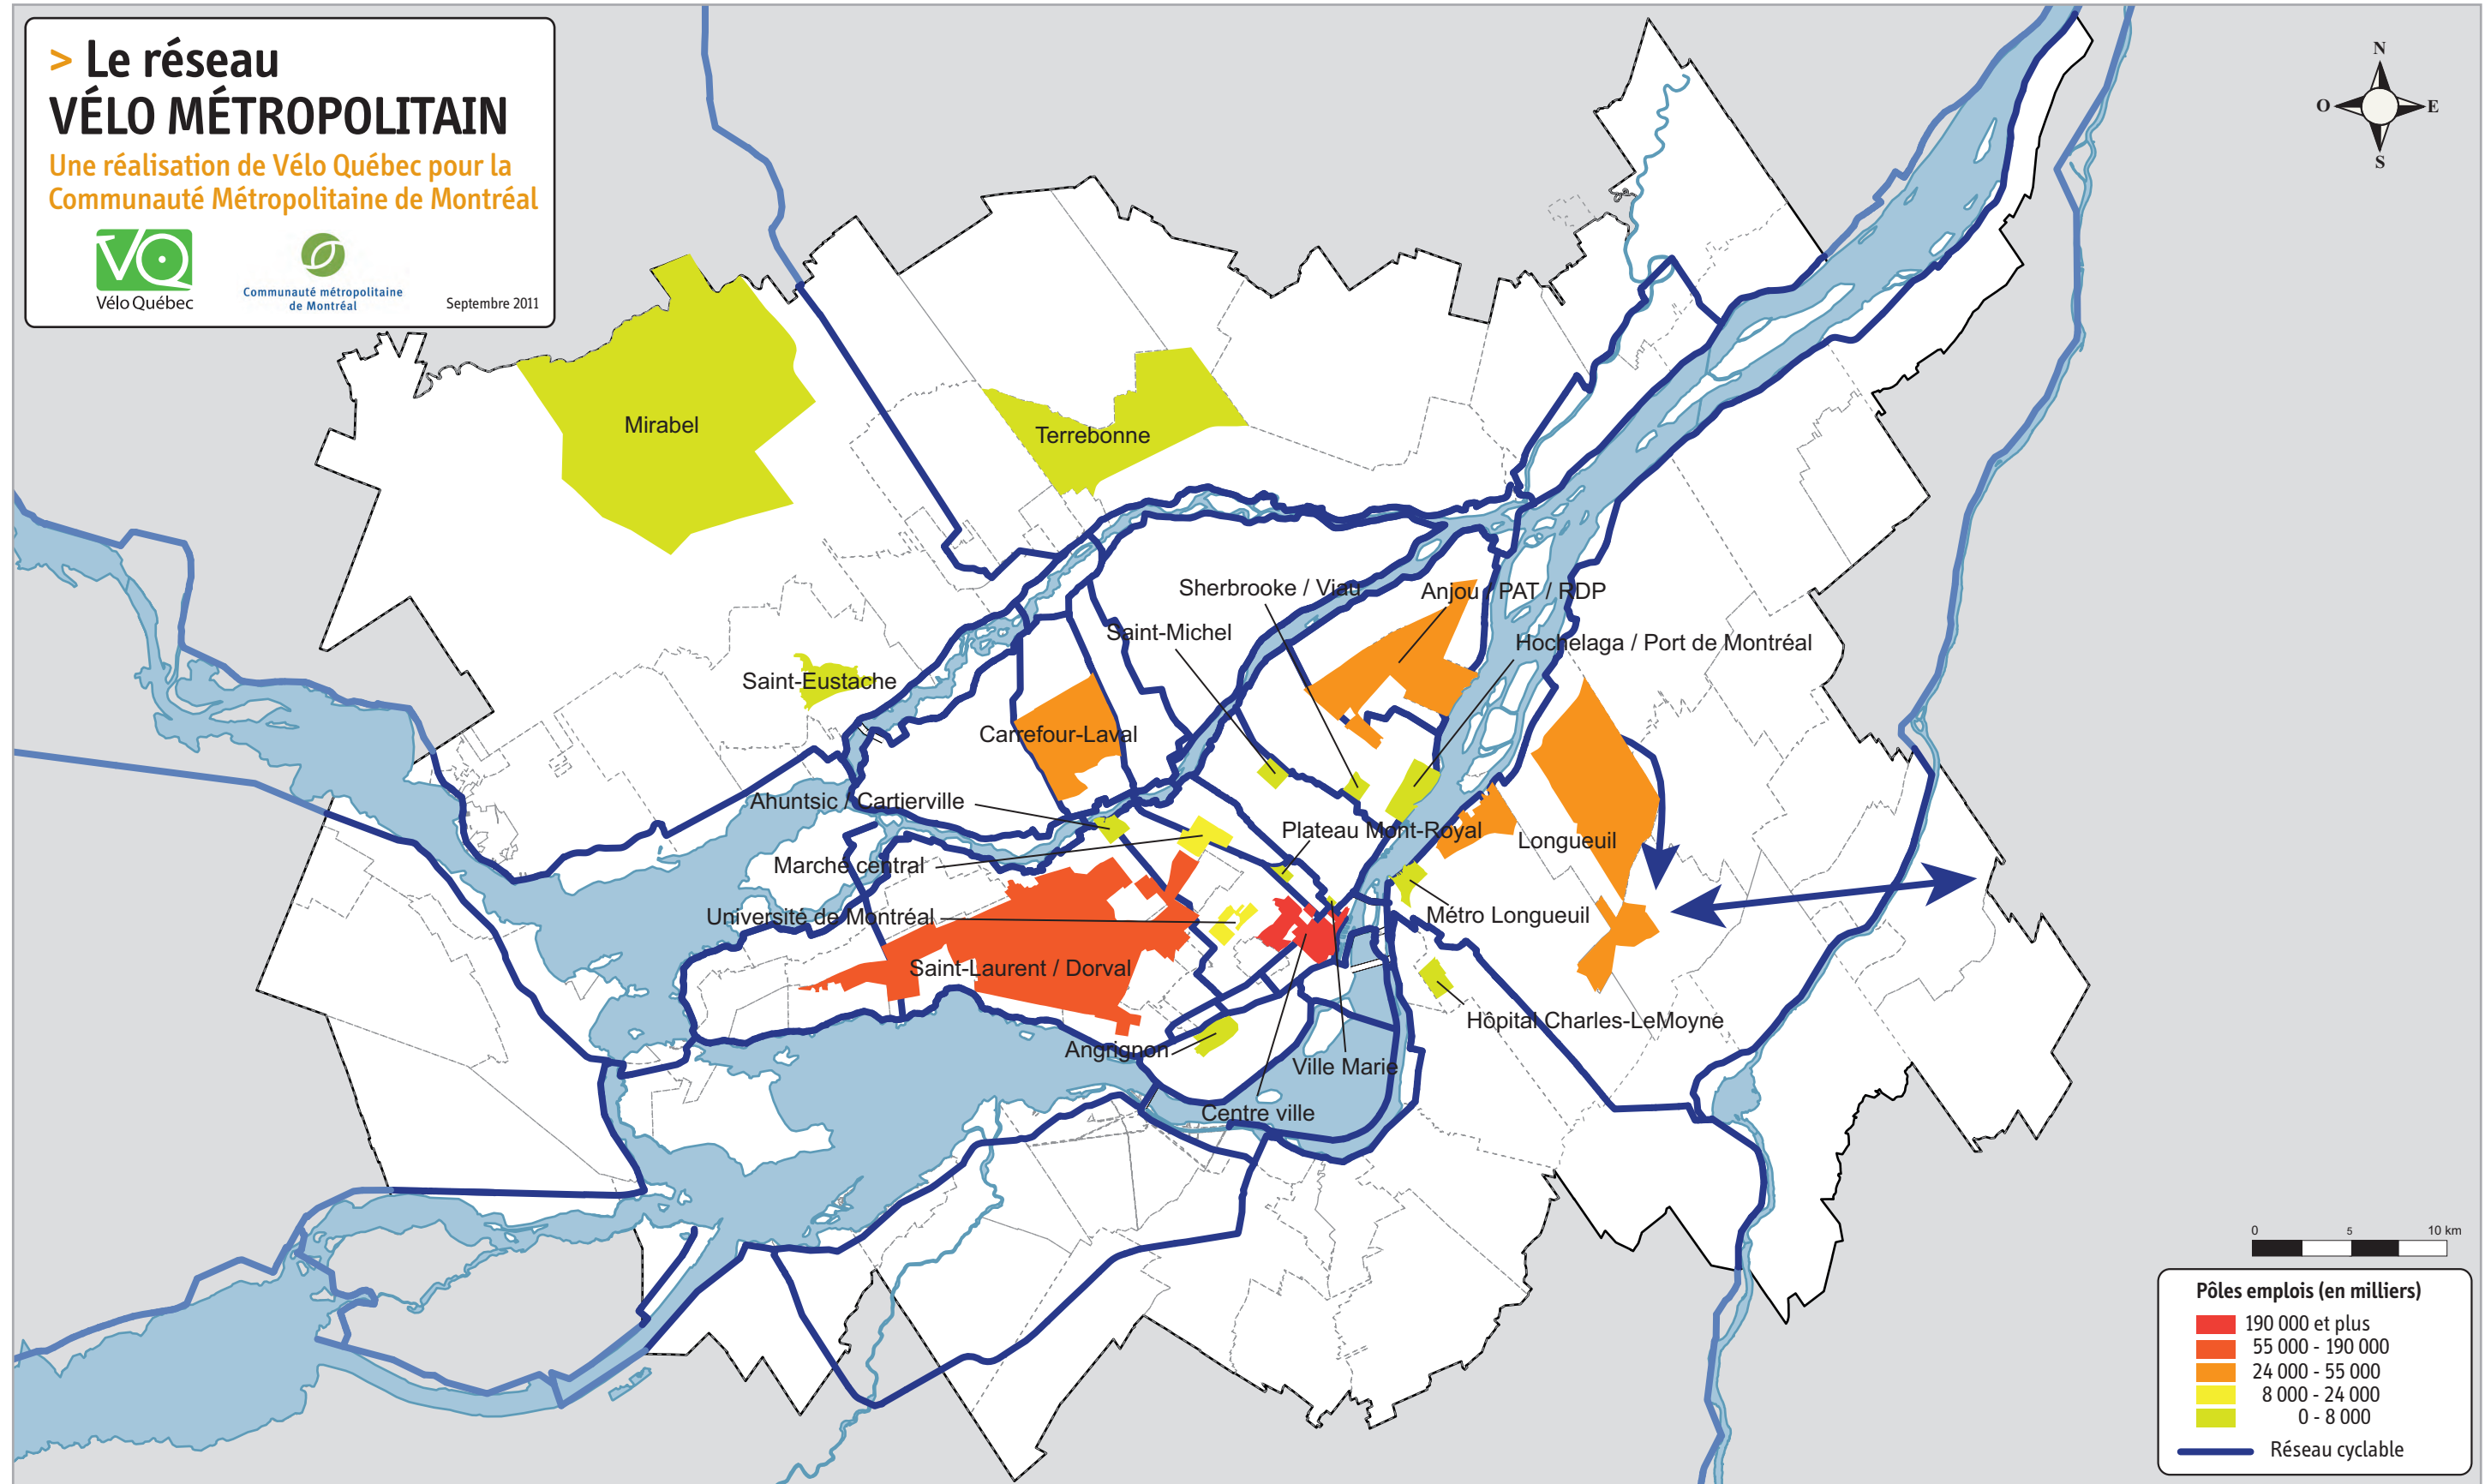 > Le réseau
VÉLO MÉTROPOLITAIN
Une réalisation de Vélo Québec pour la
Communauté Métropolitaine de Montréal
VQ
Vélo Québec
Communauté métropolitaine
de Montréal
Septembre 2011
N
O
E
S
Mirabel
Terrebonne
Sherbrooke / Viau
Anjou / PAT / RDP
Saint-Michel
Hochelaga / Port de Montréal
Saint-Eustache
Carrefour-Laval
Ahuntsic / Cartierville
Plateau Mont-Royal
Longueuil
Marché central
Université de Montréal
Métro Longueuil
Saint-Laurent / Dorval
Hôpital Charles-LeMoyne
Angrignon
Ville Marie
Centre ville
0 5 10 km
Pôles emplois (en milliers)
190 000 et plus
55 000 - 190 000
24 000 - 55 000
8 000 - 24 000
0 - 8 000
Réseau cyclable